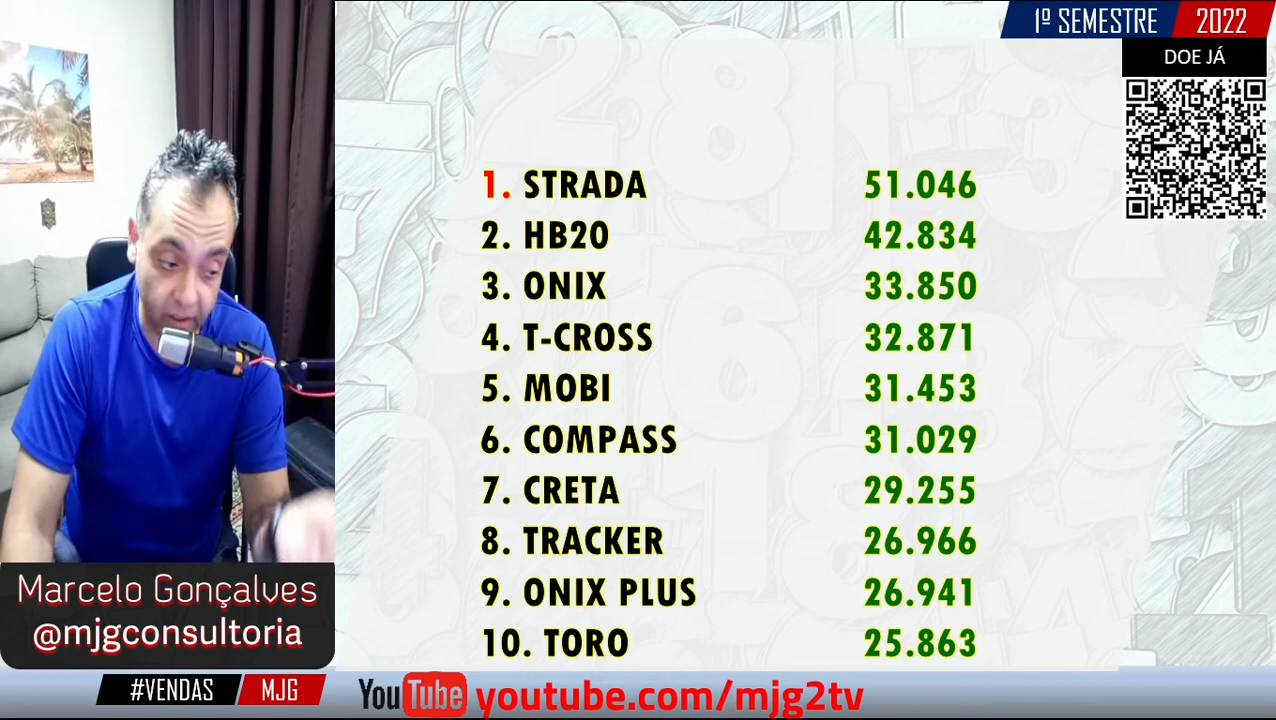 1º SEMESTRE 2022
DOE JÁ
1. STRADA 51.046
2. HB20 42.834
3. ONIX 33.850
4. T-CROSS 32.871
5. MOBI 31.453
6. COMPASS 31.029
7. CRETA 29.255
8. TRACKER 26.966
9. ONIX PLUS 26.941
10. TORO 25.863
Marcelo Gonçalves
@mjgconsultoria
#VENDAS MJG YouTube youtube.com/mjg2tv